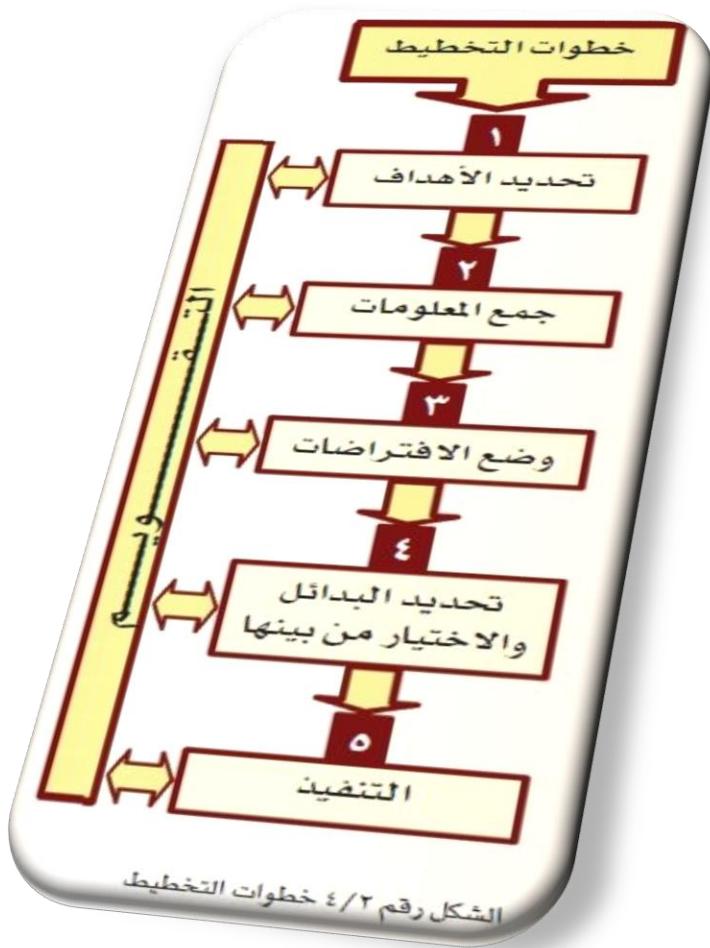 خطوات التخطيط
١
تحديد الأهداف
٢
جمع المعلومات
٣
وضع الافتراضات
٤
تحديد البدائل
والاختيار من بينها
٥
التنفيذ
التـقـــــويـــم
الشكل رقم ٤/٢ خطوات التخطيط